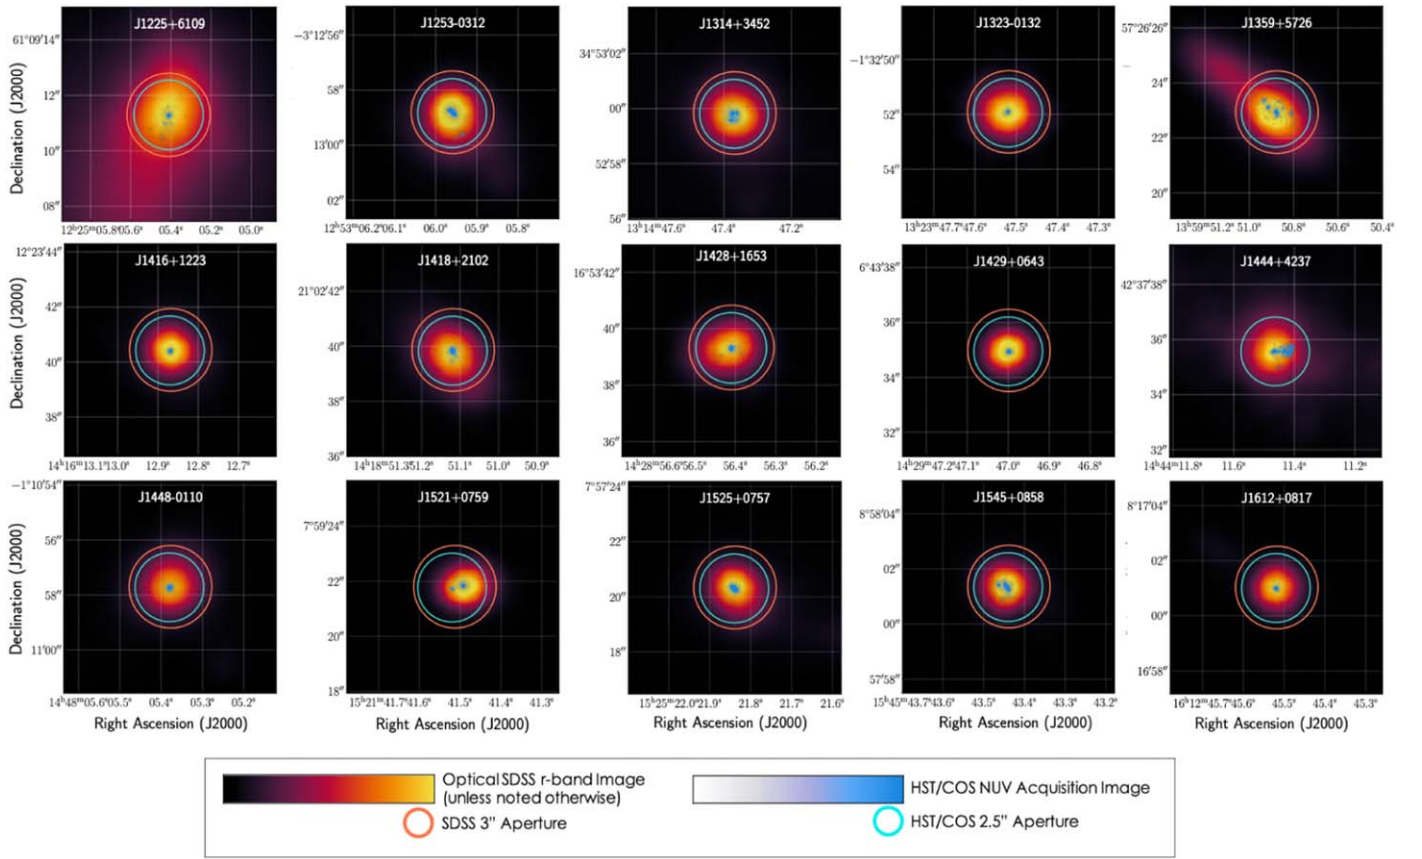 J1225+6109
J1253-0312
J1314+3452
J1323-0132
J1359+5726
Declination (J2000)
61°09′14″
12″
10″
08″
−3°12′56″
58″
13′00″
02″
34°53′02″
00″
52′58″
56″
−1°32′50″
52″
54″
57°26′26″
24″
22″
20″
12ʰ25ᵐ05.8ˢ05.6ˢ 05.4ˢ 05.2ˢ 05.0ˢ
12ʰ53ᵐ06.2ˢ06.1ˢ 06.0ˢ 05.9ˢ 05.8ˢ
13ʰ14ᵐ47.6ˢ 47.4ˢ 47.2ˢ
13ʰ23ᵐ47.7ˢ47.6ˢ 47.5ˢ 47.4ˢ 47.3ˢ
13ʰ59ᵐ51.2ˢ 51.0ˢ 50.8ˢ 50.6ˢ 50.4ˢ
J1416+1223
J1418+2102
J1428+1653
J1429+0643
J1444+4237
Declination (J2000)
12°23′44″
42″
40″
38″
21°02′42″
40″
38″
36″
16°53′42″
40″
38″
36″
6°43′38″
36″
34″
32″
42°37′38″
36″
34″
32″
14ʰ16ᵐ13.1ˢ13.0ˢ 12.9ˢ 12.8ˢ 12.7ˢ
14ʰ18ᵐ51.3ˢ51.2ˢ 51.1ˢ 51.0ˢ 50.9ˢ
14ʰ28ᵐ56.6ˢ56.5ˢ 56.4ˢ 56.3ˢ 56.2ˢ
14ʰ29ᵐ47.2ˢ47.1ˢ 47.0ˢ 46.9ˢ 46.8ˢ
14ʰ44ᵐ11.8ˢ 11.6ˢ 11.4ˢ 11.2ˢ
J1448-0110
J1521+0759
J1525+0757
J1545+0858
J1612+0817
Declination (J2000)
−1°10′54″
56″
58″
11′00″
7°59′24″
22″
20″
18″
7°57′24″
22″
20″
18″
8°58′04″
02″
00″
57′58″
8°17′04″
02″
00″
16′58″
14ʰ48ᵐ05.6ˢ05.5ˢ 05.4ˢ 05.3ˢ 05.2ˢ
15ʰ21ᵐ41.7ˢ41.6ˢ 41.5ˢ 41.4ˢ 41.3ˢ
15ʰ25ᵐ22.0ˢ21.9ˢ 21.8ˢ 21.7ˢ 21.6ˢ
15ʰ45ᵐ43.7ˢ43.6ˢ 43.5ˢ 43.4ˢ 43.3ˢ 43.2ˢ
16ʰ12ᵐ45.7ˢ45.6ˢ 45.5ˢ 45.4ˢ 45.3ˢ
Right Ascension (J2000)
Right Ascension (J2000)
Right Ascension (J2000)
Right Ascension (J2000)
Right Ascension (J2000)
Optical SDSS r-band Image
(unless noted otherwise)
SDSS 3” Aperture
HST/COS NUV Acquisition Image
HST/COS 2.5” Aperture